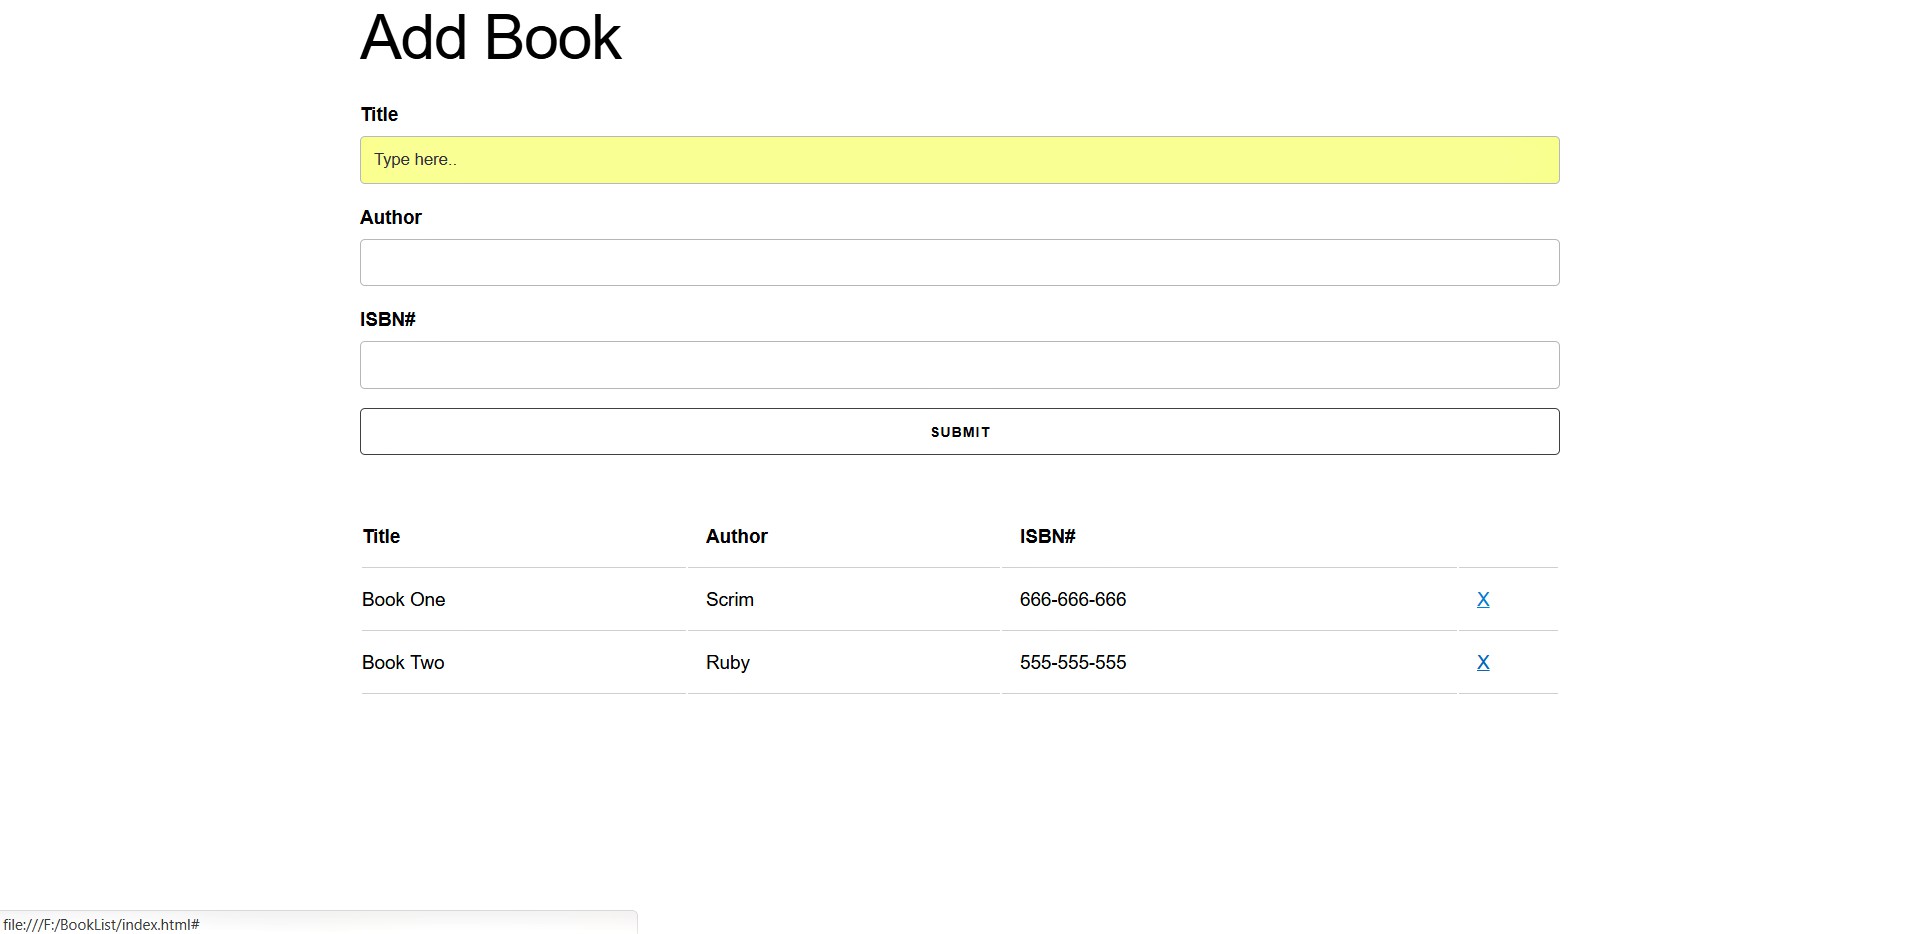 Add Book
Title
Type here..
Author
ISBN#
SUBMIT
Title Author ISBN#
Book One Scrim 666-666-666 X
Book Two Ruby 555-555-555 X
file:///F:/BookList/index.html#